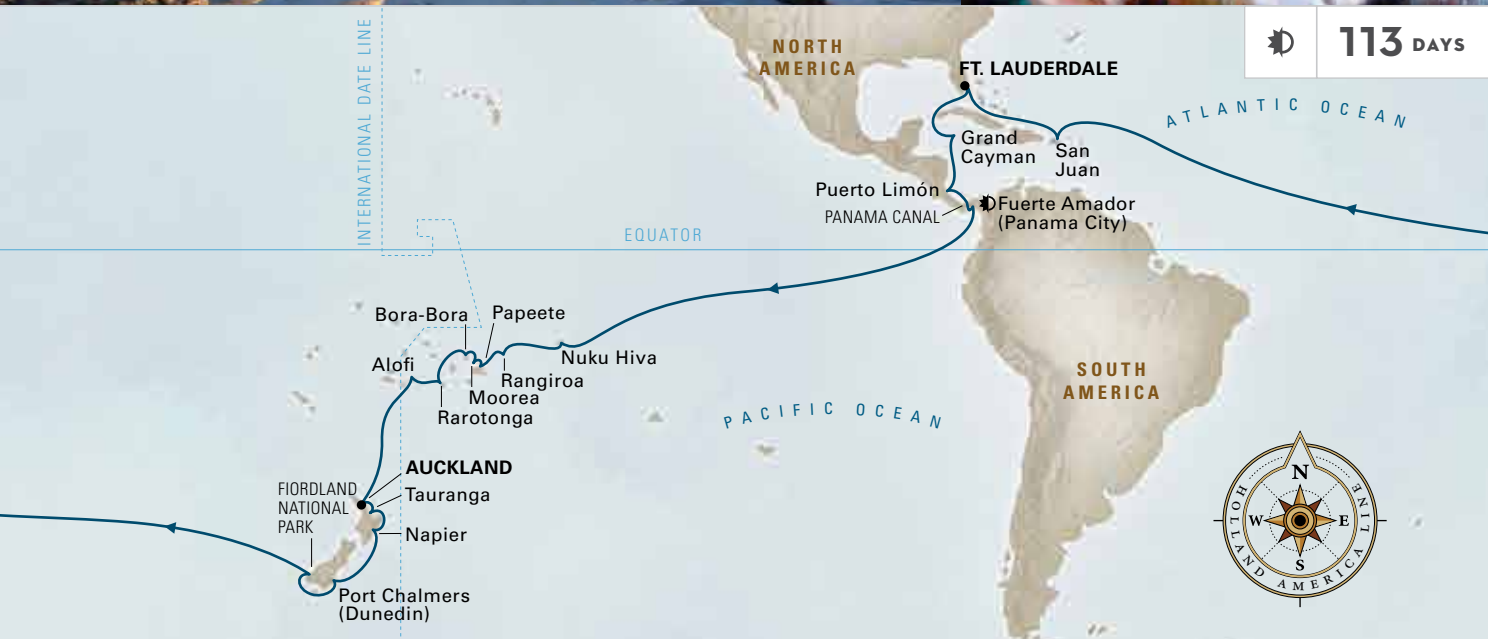 113 DAYS
NORTH
AMERICA
FT. LAUDERDALE
ATLANTIC OCEAN
INTERNATIONAL DATE LINE
Grand
Cayman
San
Juan
Puerto Limón
PANAMA CANAL
Fuerte Amador
(Panama City)
EQUATOR
Bora-Bora
Papeete
Alofi
Nuku Hiva
Rangiroa
Moorea
Rarotonga
SOUTH
AMERICA
PACIFIC OCEAN
AUCKLAND
Tauranga
FIORDLAND
NATIONAL
PARK
Napier
Port Chalmers
(Dunedin)
N
W
E
S
HOLLAND AMERICA LINE